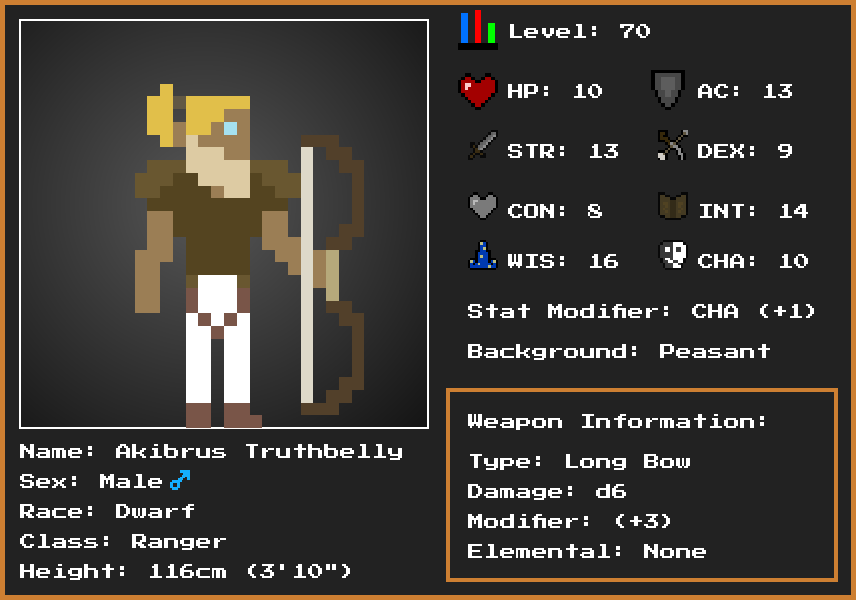 Level: 70
HP: 10
AC: 13
STR: 13
DEX: 9
CON: 8
INT: 14
WIS: 16
CHA: 10
Stat Modifier: CHA (+1)
Background: Peasant
Weapon Information:
Type: Long Bow
Damage: d6
Modifier: (+3)
Elemental: None
Name: Akibrus Truthbelly
Sex: Male♂
Race: Dwarf
Class: Ranger
Height: 116cm (3'10")